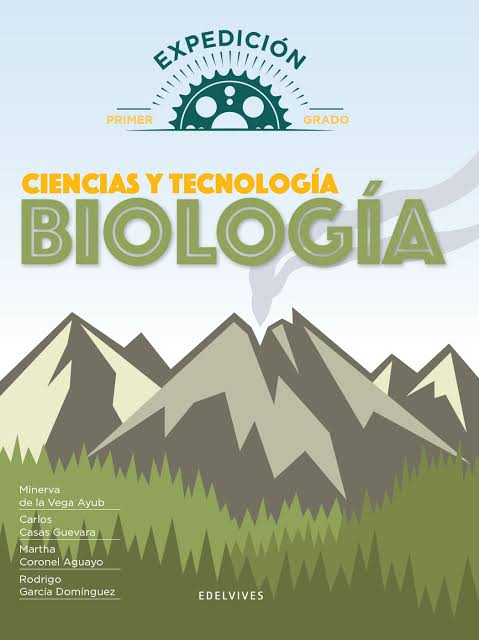 EXPEDICIÓN
PRIMER GRADO
CIENCIAS Y TECNOLOGÍA
BIOLOGÍA
Minerva
de la Vega Ayub
Carlos
Casas Guevara
Martha
Coronel Aguayo
Rodrigo
García Domínguez
EDELVIVES